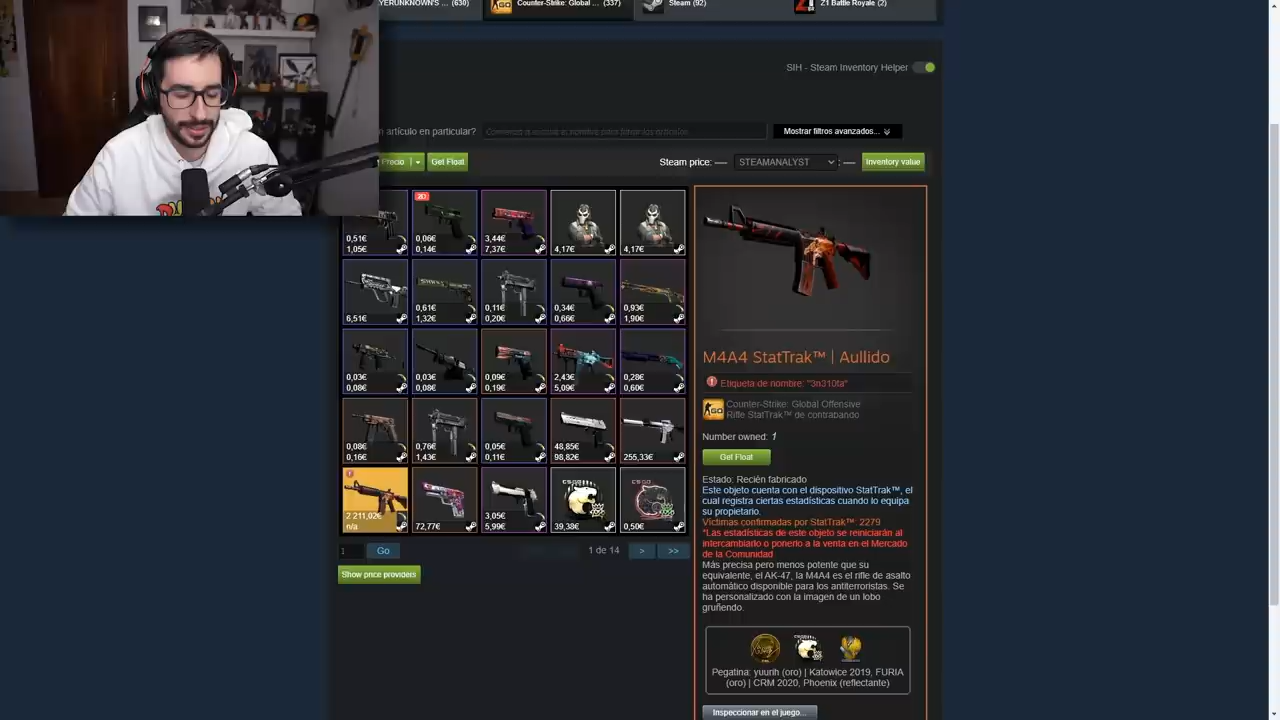 YERUNKNOWN'S ... (630)
Counter-Strike: Global ... (337)
Steam (92)
Z1 Battle Royale (2)
SIH - Steam Inventory Helper
n artículo en particular?
Mostrar filtros avanzados...
Precio
Get Float
Steam price: —
STEAMANALYST
: —
Inventory value
0,51€
1,05€
0,06€
0,14€
3,44€
7,37€
4,17€
4,17€
6,51€
0,61€
1,32€
0,11€
0,20€
0,34€
0,66€
0,93€
1,90€
0,03€
0,08€
0,03€
0,08€
0,09€
0,19€
2,43€
5,09€
0,28€
0,60€
0,08€
0,16€
0,76€
1,43€
0,05€
0,11€
48,85€
98,82€
255,33€
2 211,02€
n/a
72,77€
3,05€
5,99€
39,38€
0,50€
1
Go
1 de 14
>
>>
Show price providers
M4A4 StatTrak™ | Aullido
Etiqueta de nombre: "3n310ta"
Counter-Strike: Global Offensive
Rifle StatTrak™ de contrabando
Number owned: 1
Get Float
Estado: Recién fabricado
Este objeto cuenta con el dispositivo StatTrak™, el
cual registra ciertas estadísticas cuando lo equipa
su propietario.
Víctimas confirmadas por StatTrak™: 2279
*Las estadísticas de este objeto se reiniciarán al
intercambiarlo o ponerlo a la venta en el Mercado
de la Comunidad
Más precisa pero menos potente que su
equivalente, el AK-47, la M4A4 es el rifle de asalto
automático disponible para los antiterroristas. Se
ha personalizado con la imagen de un lobo
gruñendo.
Pegatina: yuurih (oro) | Katowice 2019, FURIA
(oro) | CRM 2020, Phoenix (reflectante)
Inspeccionar en el juego...